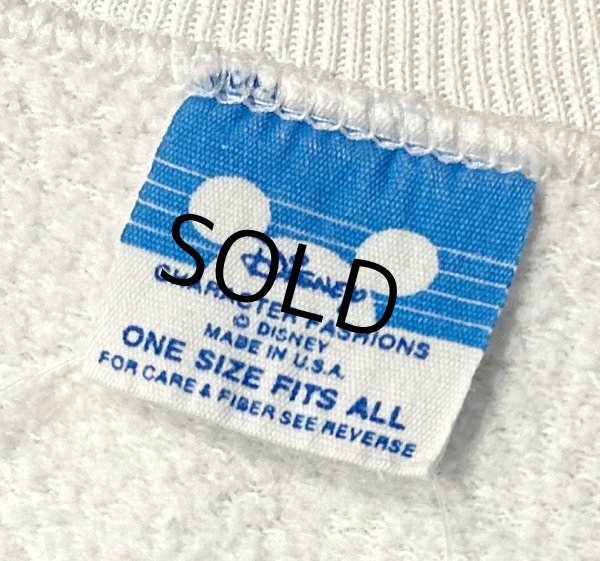 SOLD
DISNEY
CHARACTER FASHIONS
© DISNEY
MADE IN U.S.A.
ONE SIZE FITS ALL
FOR CARE & FIBER SEE REVERSE